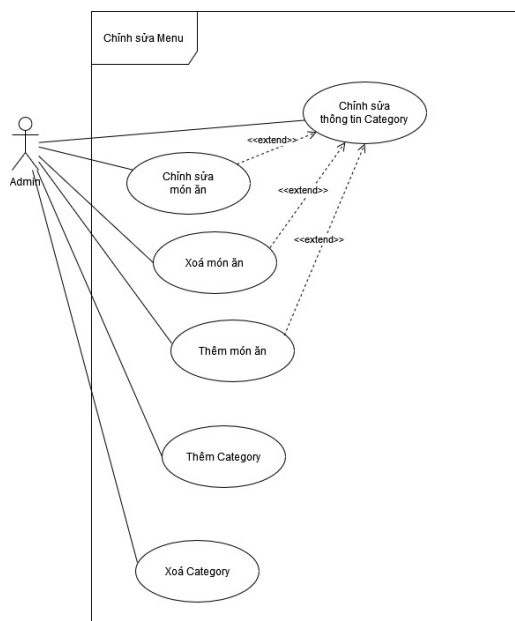 Chỉnh sửa Menu
Chỉnh sửa
thông tin Category
<<extend>>
Admin
Chỉnh sửa
món ăn
<<extend>>
<<extend>>
Xoá món ăn
Thêm món ăn
Thêm Category
Xoá Category